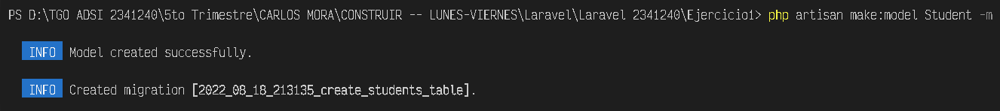 PS D:\TGO ADSI 2341240\5to Trimestre\CARLOS MORA\CONSTRUIR -- LUNES-VIERNES\Laravel\Laravel 2341240\Ejercicio1> php artisan make:model Student -m
INFO Model created successfully.
INFO Created migration [2022_08_18_213135_create_students_table].